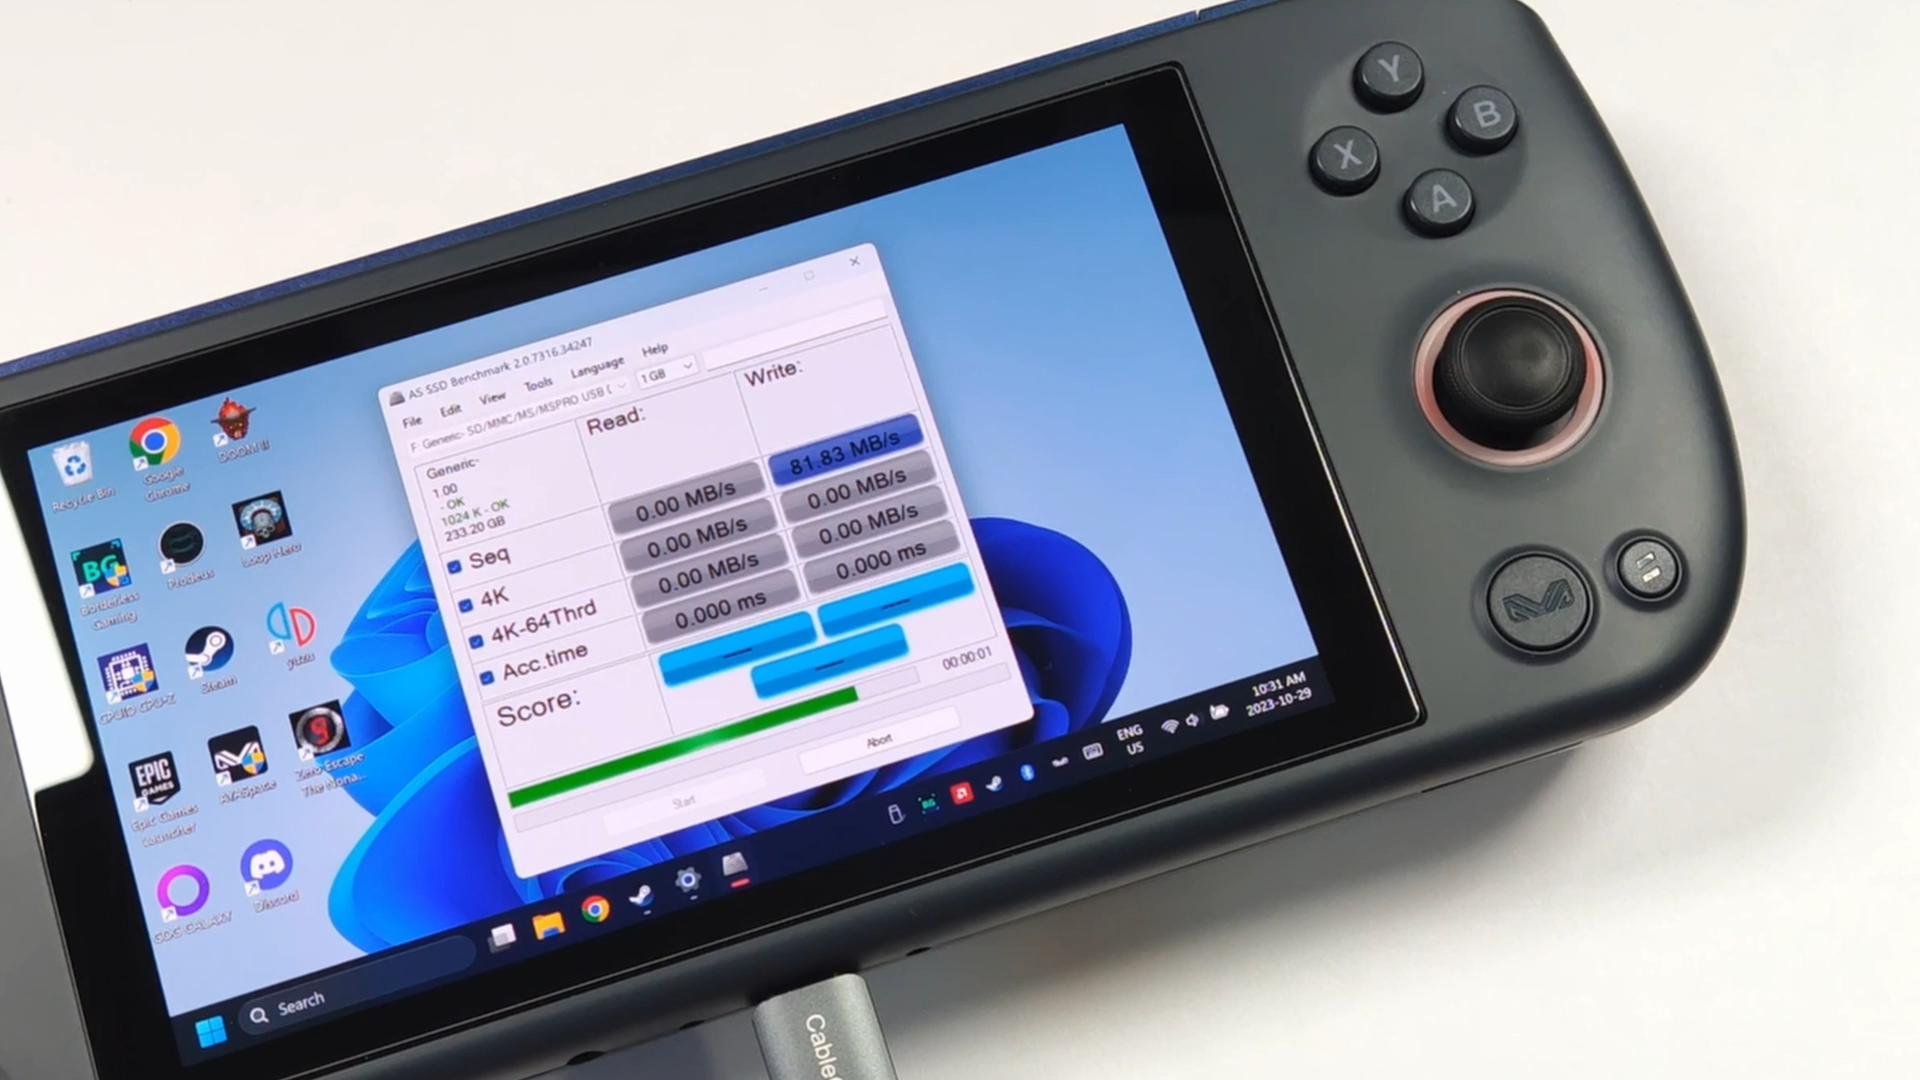 Y
B
X
A
AS SSD Benchmark 2.0.7316.34247
File Edit View Tools Language Help
F: Generic- SD/MMC/MS/MSPRO USB D
1 GB
Generic-
1.00
- OK
1024 K - OK
233.20 GB
Read:
Write:
Seq
0.00 MB/s
81.83 MB/s
4K
0.00 MB/s
0.00 MB/s
4K-64Thrd
0.00 MB/s
0.00 MB/s
Acc.time
0.000 ms
0.000 ms
Score:
----
----
----
00:00:01
Start
Abort
Recycle Bin
Google
Chrome
DOOM II
BG
Borderless
Gaming
Prodeus
Loop Hero
CPUID CPU-Z
Steam
yuzu
EPIC
GAMES
Epic Games
Launcher
AYASpace
9
Zero Escape
The Nona...
GOG GALAXY
Discord
Search
BG
ENG
US
10:31 AM
2023-10-29
Cable